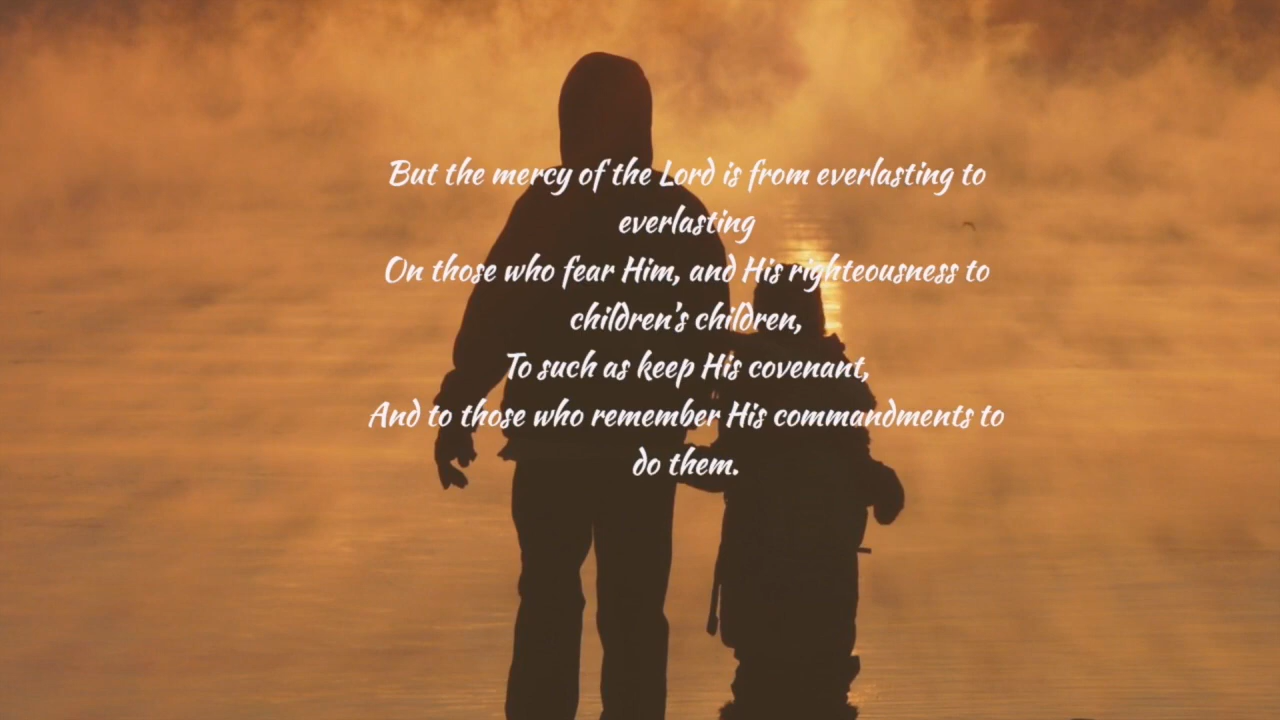 But the mercy of the Lord is from everlasting to
everlasting
On those who fear Him, and His righteousness to
children's children,
To such as keep His covenant,
And to those who remember His commandments to
do them.